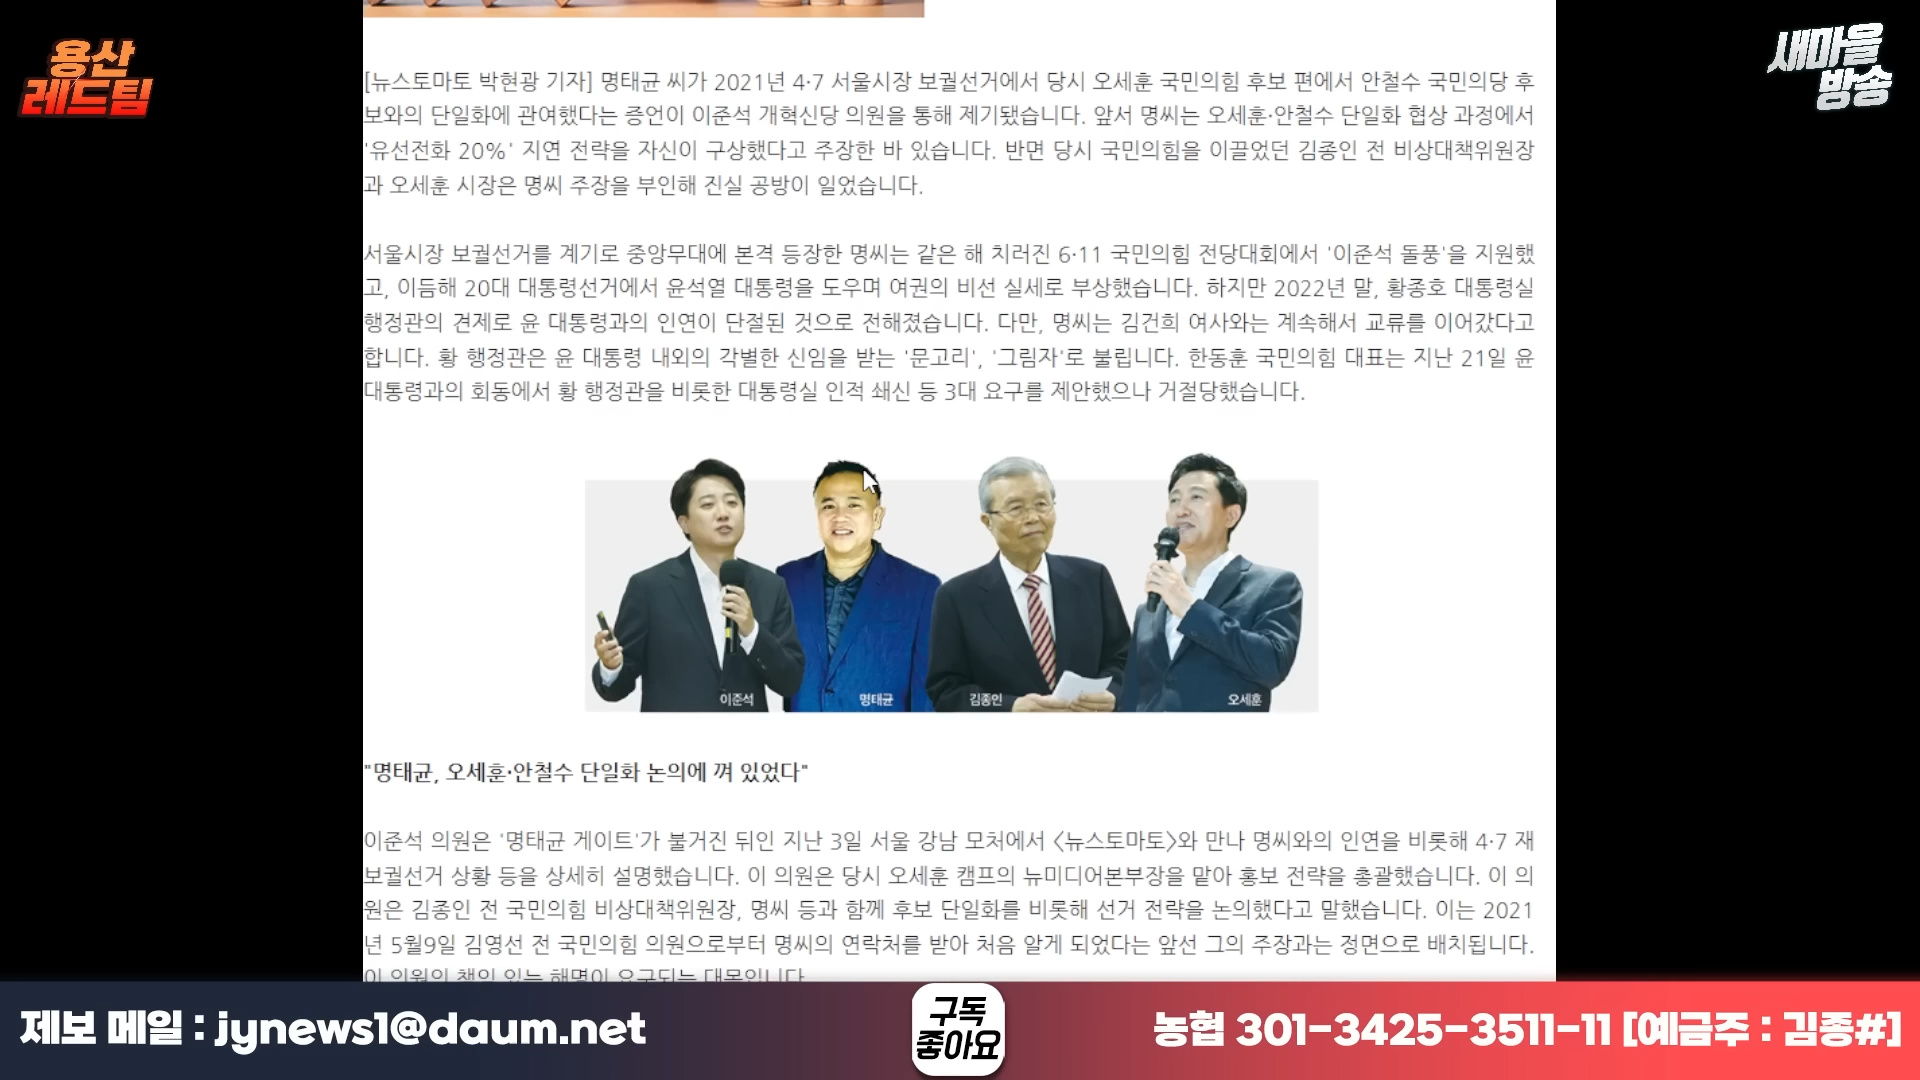 용산
레드팀
새마을
방송
[뉴스토마토 박현광 기자] 명태균 씨가 2021년 4·7 서울시장 보궐선거에서 당시 오세훈 국민의힘 후보 편에서 안철수 국민의당 후
보와의 단일화에 관여했다는 증언이 이준석 개혁신당 의원을 통해 제기됐습니다. 앞서 명씨는 오세훈·안철수 단일화 협상 과정에서
'유선전화 20%' 지연 전략을 자신이 구상했다고 주장한 바 있습니다. 반면 당시 국민의힘을 이끌었던 김종인 전 비상대책위원장
과 오세훈 시장은 명씨 주장을 부인해 진실 공방이 일었습니다.
서울시장 보궐선거를 계기로 중앙무대에 본격 등장한 명씨는 같은 해 치러진 6·11 국민의힘 전당대회에서 '이준석 돌풍'을 지원했
고, 이듬해 20대 대통령선거에서 윤석열 대통령을 도우며 여권의 비선 실세로 부상했습니다. 하지만 2022년 말, 황종호 대통령실
행정관의 견제로 윤 대통령과의 인연이 단절된 것으로 전해졌습니다. 다만, 명씨는 김건희 여사와는 계속해서 교류를 이어갔다고
합니다. 황 행정관은 윤 대통령 내외의 각별한 신임을 받는 '문고리', '그림자'로 불립니다. 한동훈 국민의힘 대표는 지난 21일 윤
대통령과의 회동에서 황 행정관을 비롯한 대통령실 인적 쇄신 등 3대 요구를 제안했으나 거절당했습니다.
이준석
명태균
김종인
오세훈
"명태균, 오세훈·안철수 단일화 논의에 껴 있었다"
이준석 의원은 '명태균 게이트'가 불거진 뒤인 지난 3일 서울 강남 모처에서 <뉴스토마토>와 만나 명씨와의 인연을 비롯해 4·7 재
보궐선거 상황 등을 상세히 설명했습니다. 이 의원은 당시 오세훈 캠프의 뉴미디어본부장을 맡아 홍보 전략을 총괄했습니다. 이 의
원은 김종인 전 국민의힘 비상대책위원장, 명씨 등과 함께 후보 단일화를 비롯해 선거 전략을 논의했다고 말했습니다. 이는 2021
년 5월9일 김영선 전 국민의힘 의원으로부터 명씨의 연락처를 받아 처음 알게 되었다는 앞선 그의 주장과는 정면으로 배치됩니다.
이 의원의 책임 있는 해명이 요구되는 대목입니다.
제보 메일 : jynews1@daum.net
구독
좋아요
농협 301-3425-3511-11 [예금주 : 김종#]